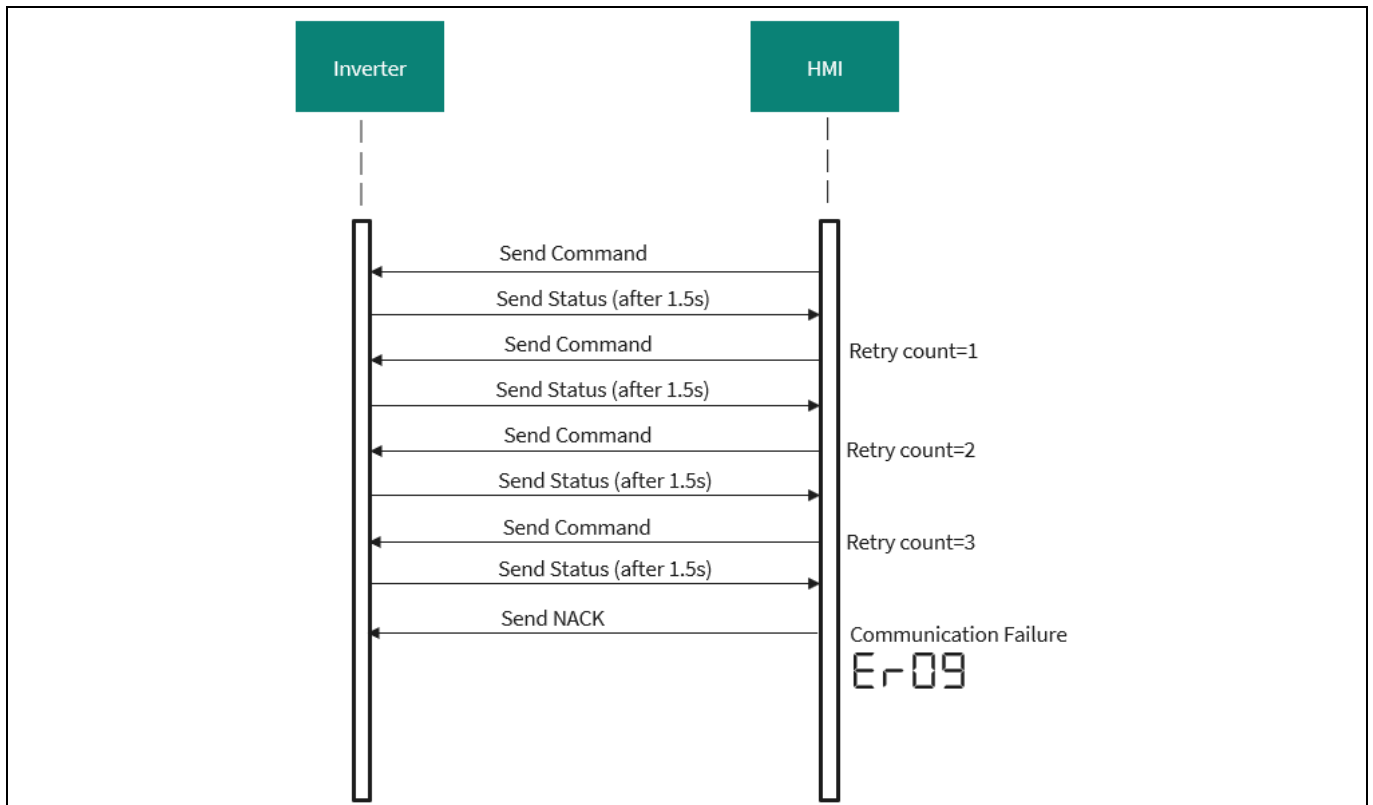 Inverter
HMI
Send Command
Send Status (after 1.5s)
Send Command
Retry count=1
Send Status (after 1.5s)
Send Command
Retry count=2
Send Status (after 1.5s)
Send Command
Retry count=3
Send Status (after 1.5s)
Send NACK
Communication Failure
Er09